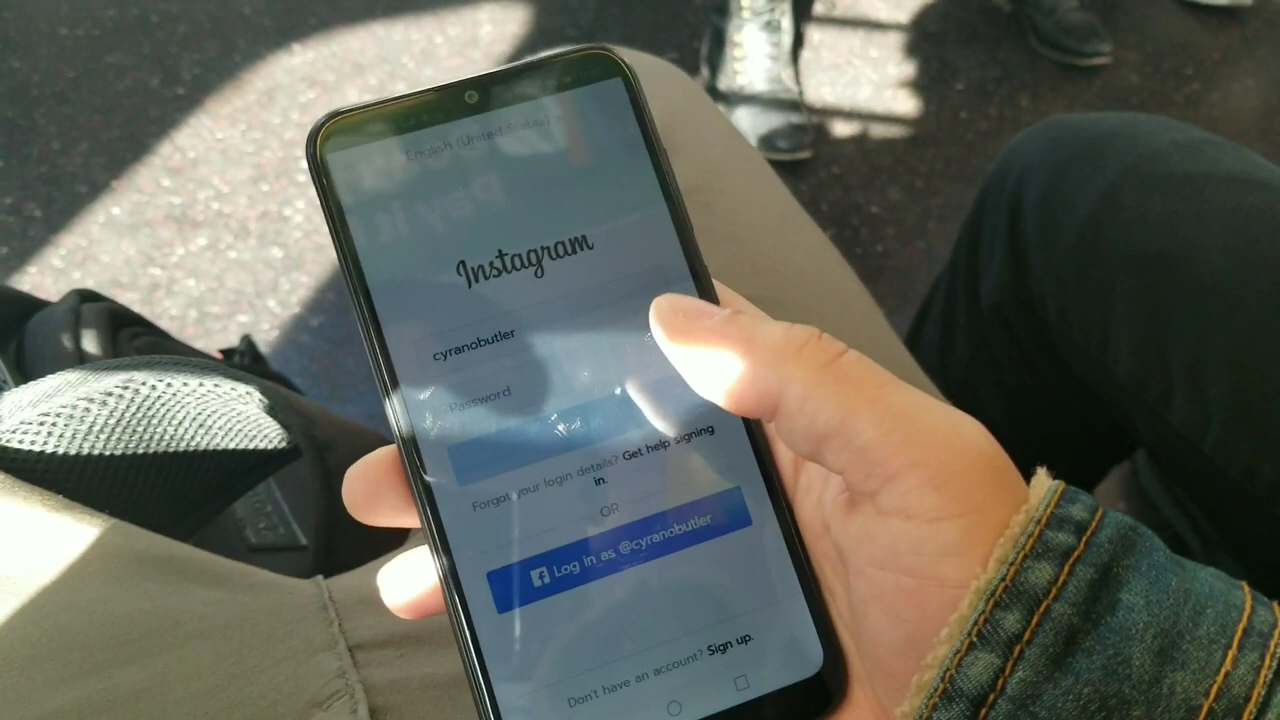 English (United States)
Instagram
cyranobutler
Password
Forgot your login details? Get help signing
in.
OR
f Log in as @cyranobutler
Don't have an account? Sign up.